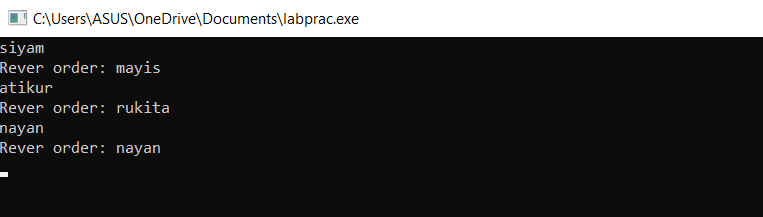 C:\Users\ASUS\OneDrive\Documents\labprac.exe
siyam
Rever order: mayis
atikur
Rever order: rukita
nayan
Rever order: nayan